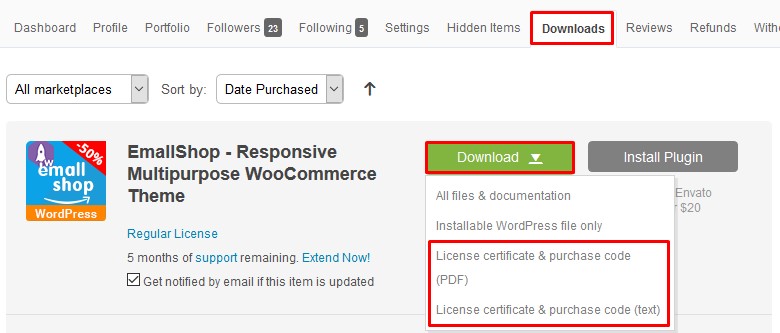 Dashboard Profile Portfolio Followers 23 Following 5 Settings Hidden Items Downloads Reviews Refunds
All marketplaces Sort by: Date Purchased
-50%
W
emall
shop
WordPress
EmallShop - Responsive
Multipurpose WooCommerce
Theme
Regular License
5 months of support remaining. Extend Now!
Get notified by email if this item is updated
Download
Install Plugin
All files & documentation
Installable WordPress file only
License certificate & purchase code
(PDF)
License certificate & purchase code (text)
Envato
$20